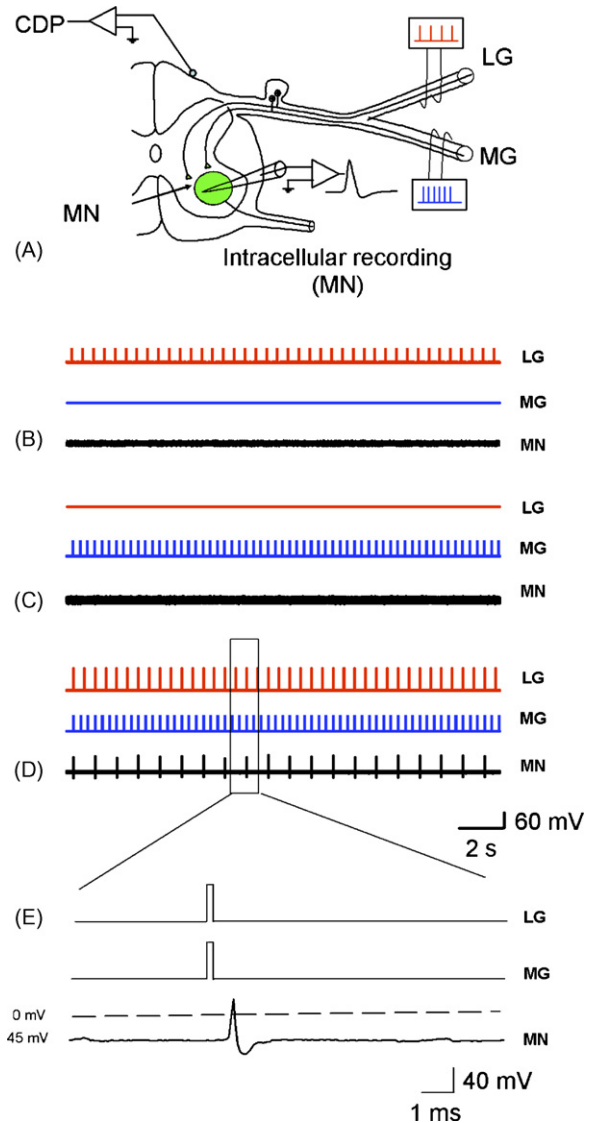 CDP
LG
MG
MN
Intracellular recording
(MN)
(A)
LG
MG
MN
(B)
LG
MG
MN
(C)
LG
MG
MN
(D)
60 mV
2 s
(E)
LG
MG
0 mV
45 mV
MN
40 mV
1 ms